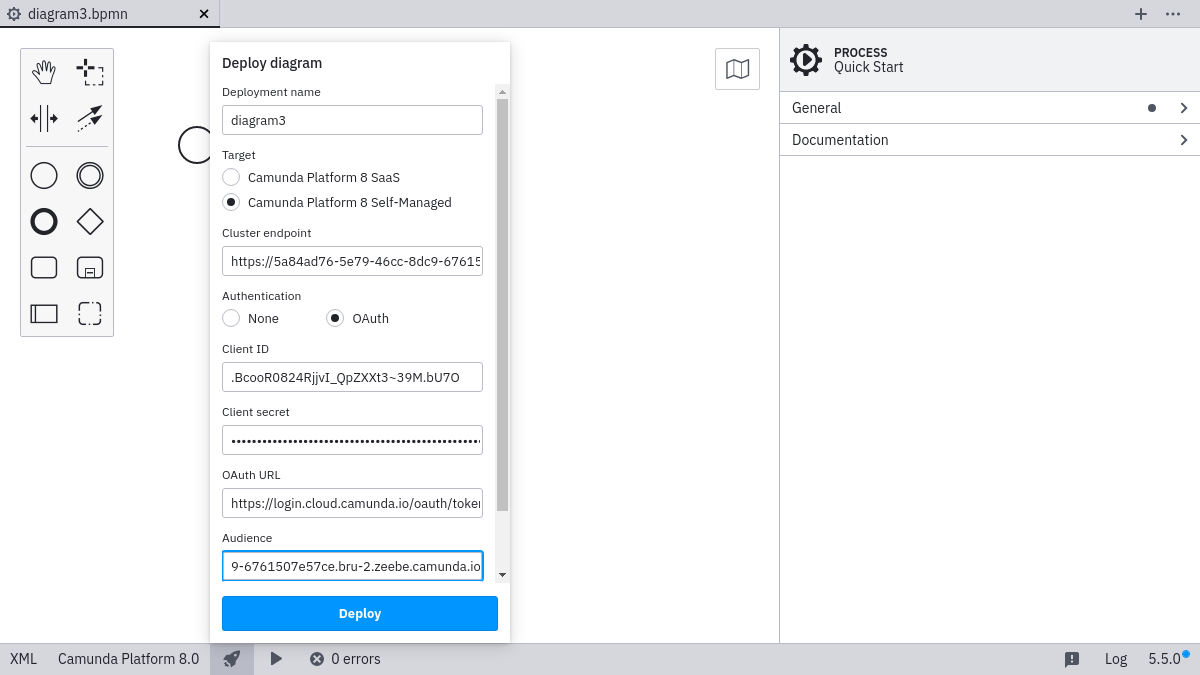 diagram3.bpmn
Deploy diagram
Deployment name
diagram3
Target
Camunda Platform 8 SaaS
Camunda Platform 8 Self-Managed
Cluster endpoint
https://5a84ad76-5e79-46cc-8dc9-67615
Authentication
None OAuth
Client ID
.BcooR0824RjjvI_QpZXXt3~39M.bU7O
Client secret
OAuth URL
https://login.cloud.camunda.io/oauth/token
Audience
9-6761507e57ce.bru-2.zeebe.camunda.io
Deploy
PROCESS
Quick Start
General
Documentation
XML Camunda Platform 8.0 0 errors Log 5.5.0